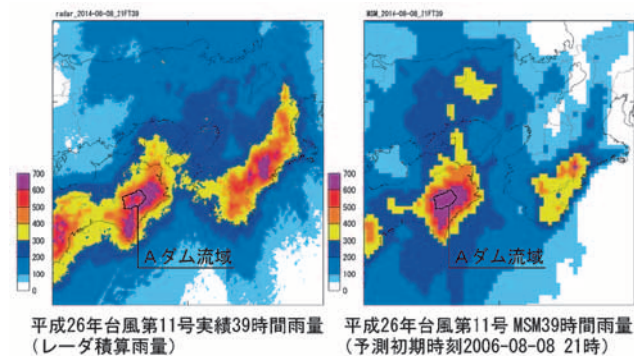 radar_2014-08-08_21FT39
700
600
500
400
300
200
100
0
Aダム流域
平成26年台風第11号実績39時間雨量
(レーダ積算雨量)
MSM_2014-08-08_21FT39
700
600
500
400
300
200
100
0
Aダム流域
平成26年台風第11号 MSM39時間雨量
(予測初期時刻2006-08-08 21時)